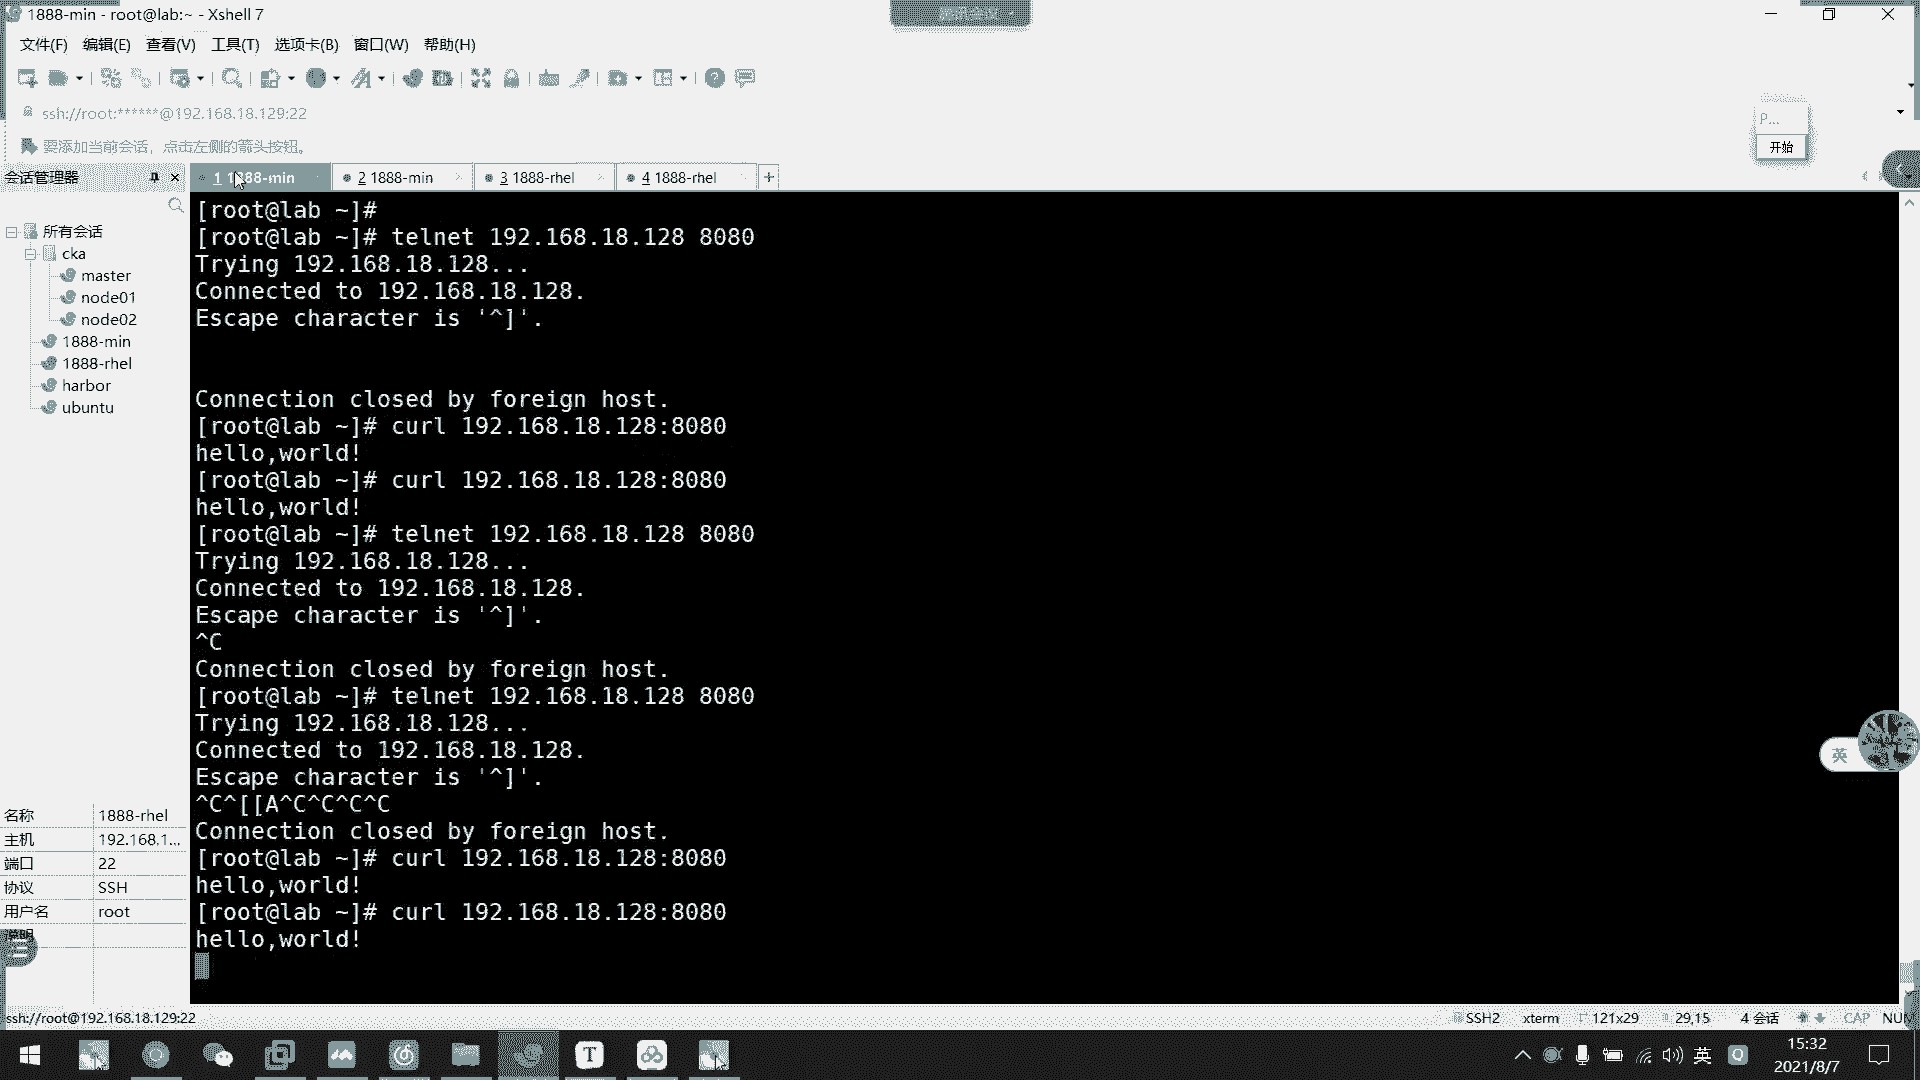 1888-min - root@lab:~ - Xshell 7
文件(F) 编辑(E) 查看(V) 工具(T) 选项卡(B) 窗口(W) 帮助(H)
ssh://root:******@192.168.18.129:22
要添加当前会话，点击左侧的箭头按钮。
P...
开始
会话管理器
1 1888-min
2 1888-min
3 1888-rhel
4 1888-rhel
所有会话
cka
master
node01
node02
1888-min
1888-rhel
harbor
ubuntu
[root@lab ~]#
[root@lab ~]# telnet 192.168.18.128 8080
Trying 192.168.18.128...
Connected to 192.168.18.128.
Escape character is '^]'.
Connection closed by foreign host.
[root@lab ~]# curl 192.168.18.128:8080
hello,world!
[root@lab ~]# curl 192.168.18.128:8080
hello,world!
[root@lab ~]# telnet 192.168.18.128 8080
Trying 192.168.18.128...
Connected to 192.168.18.128.
Escape character is '^]'.
^C
Connection closed by foreign host.
[root@lab ~]# telnet 192.168.18.128 8080
Trying 192.168.18.128...
Connected to 192.168.18.128.
Escape character is '^]'.
^C^[[A^C^C^C^C
Connection closed by foreign host.
[root@lab ~]# curl 192.168.18.128:8080
hello,world!
[root@lab ~]# curl 192.168.18.128:8080
hello,world!
英
名称 1888-rhel
主机 192.168.1...
端口 22
协议 SSH
用户名 root
说明
ssh://root@192.168.18.129:22
SSH2 xterm 121x29 29,15 4 会话 CAP NUM
英
15:32
2021/8/7